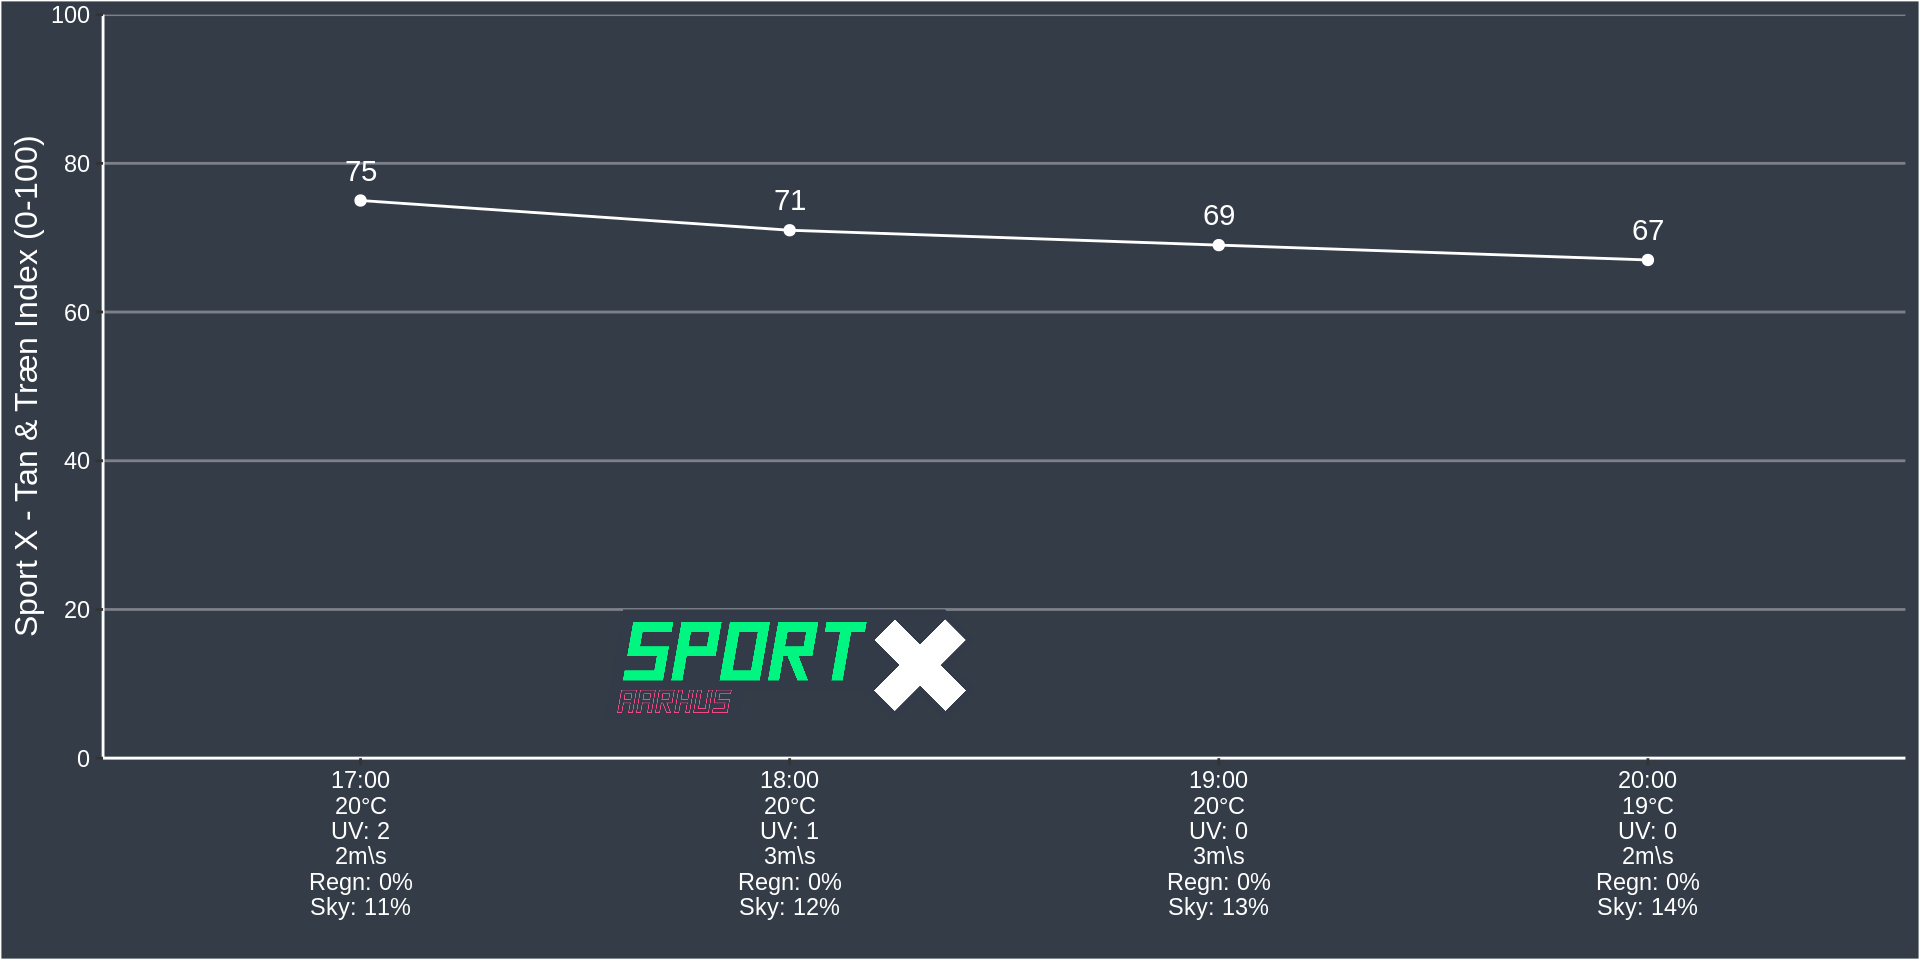 Sport X - Tan & Træn Index (0-100)
100
80
60
40
20
0
75
71
69
67
SPORT X
AARHUS
17:00
20°C
UV: 2
2m\s
Regn: 0%
Sky: 11%
18:00
20°C
UV: 1
3m\s
Regn: 0%
Sky: 12%
19:00
20°C
UV: 0
3m\s
Regn: 0%
Sky: 13%
20:00
19°C
UV: 0
2m\s
Regn: 0%
Sky: 14%